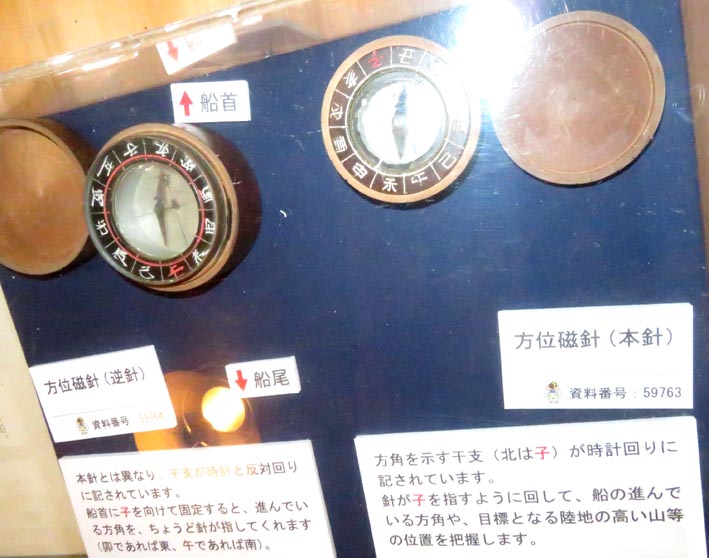 ↑船首
方位磁針(逆針)
資料番号:59764
↓船尾
方位磁針(本針)
資料番号:59763
本針とは異なり、干支が時計と反対回り
に記されています。
船首に子を向けて固定すると、進んでい
る方角を、ちょうど針が指してくれます
(卯であれば東、午であれば南)。
方角を示す干支(北は子)が時計回りに
記されています。
針が子を指すように回して、船の進んで
いる方角や、目標となる陸地の高い山等
の位置を把握します。